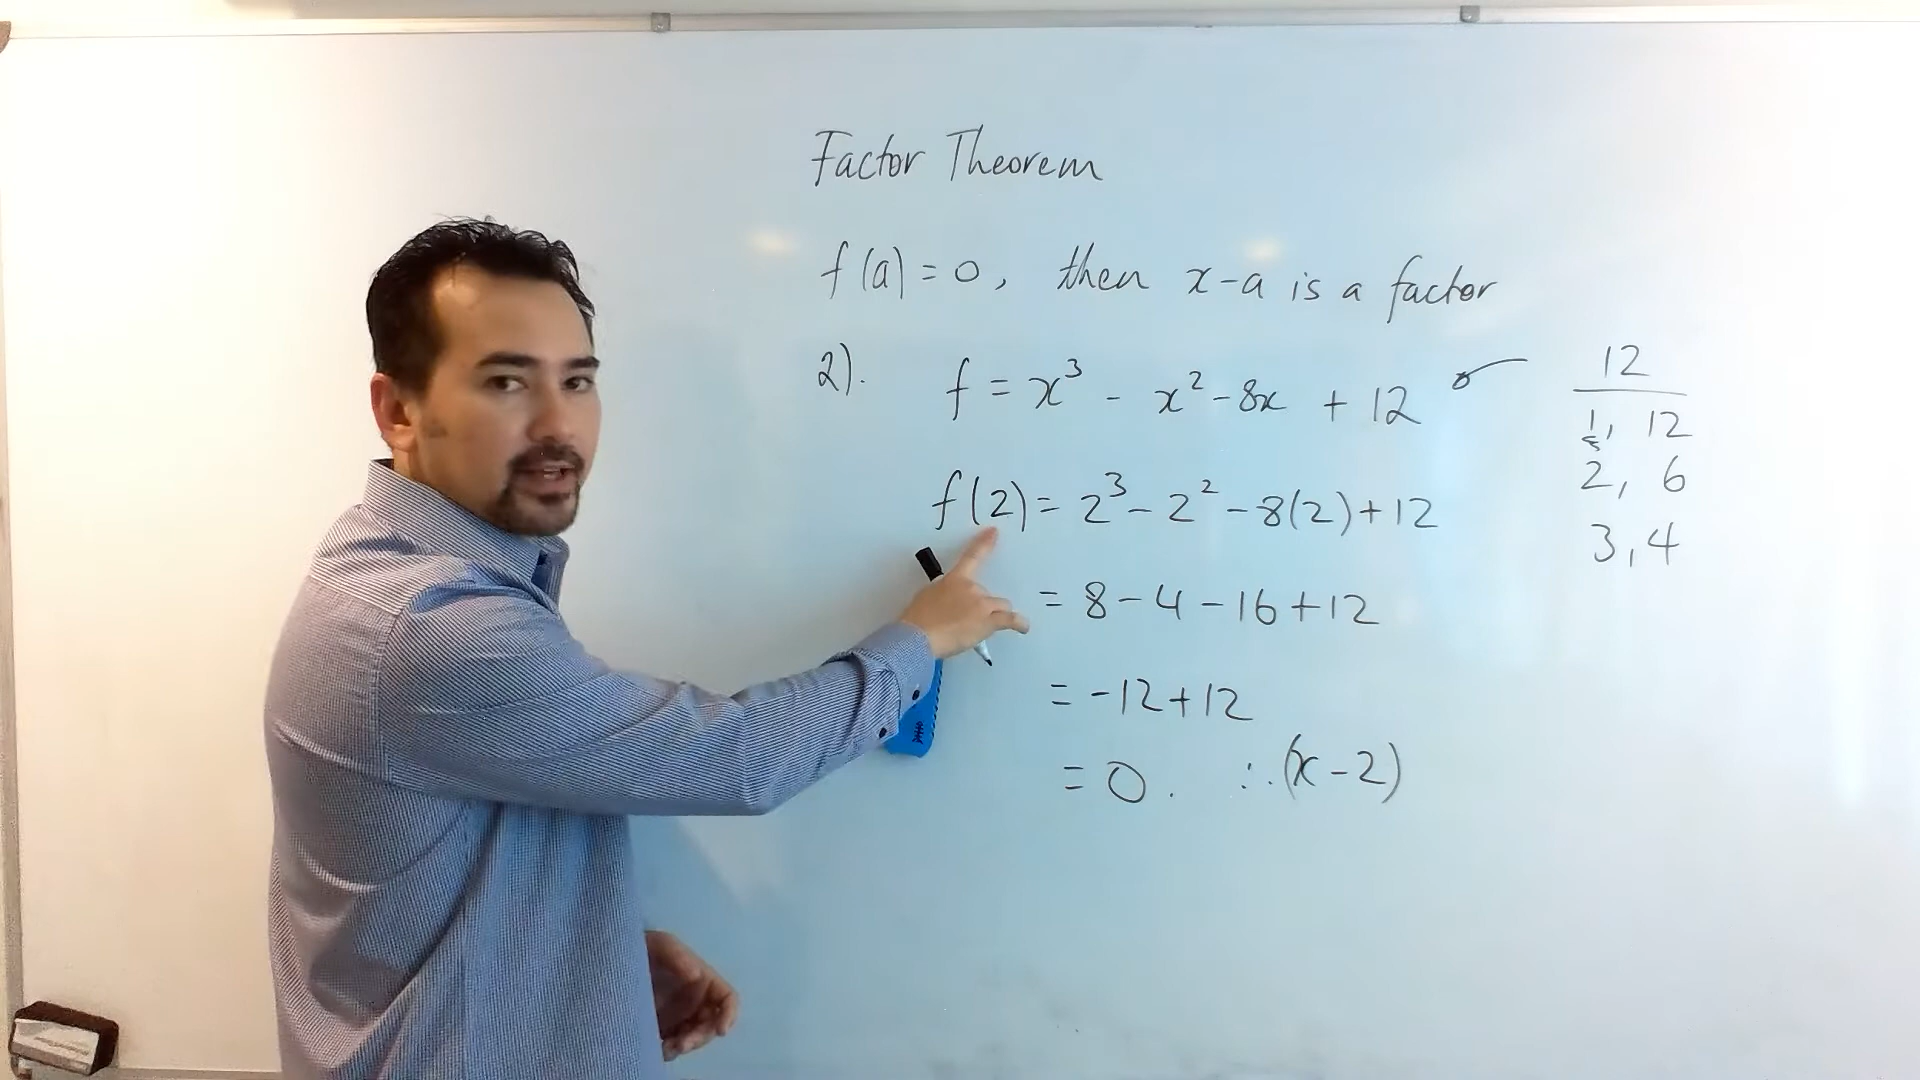 Factor Theorem
f(a) = 0, then x-a is a factor
2). f = x³ - x² - 8x + 12
f(2) = 2³ - 2² - 8(2) + 12
= 8 - 4 - 16 + 12
= -12 + 12
= 0. ∴ (x - 2)
12
1, 12
2, 6
3, 4